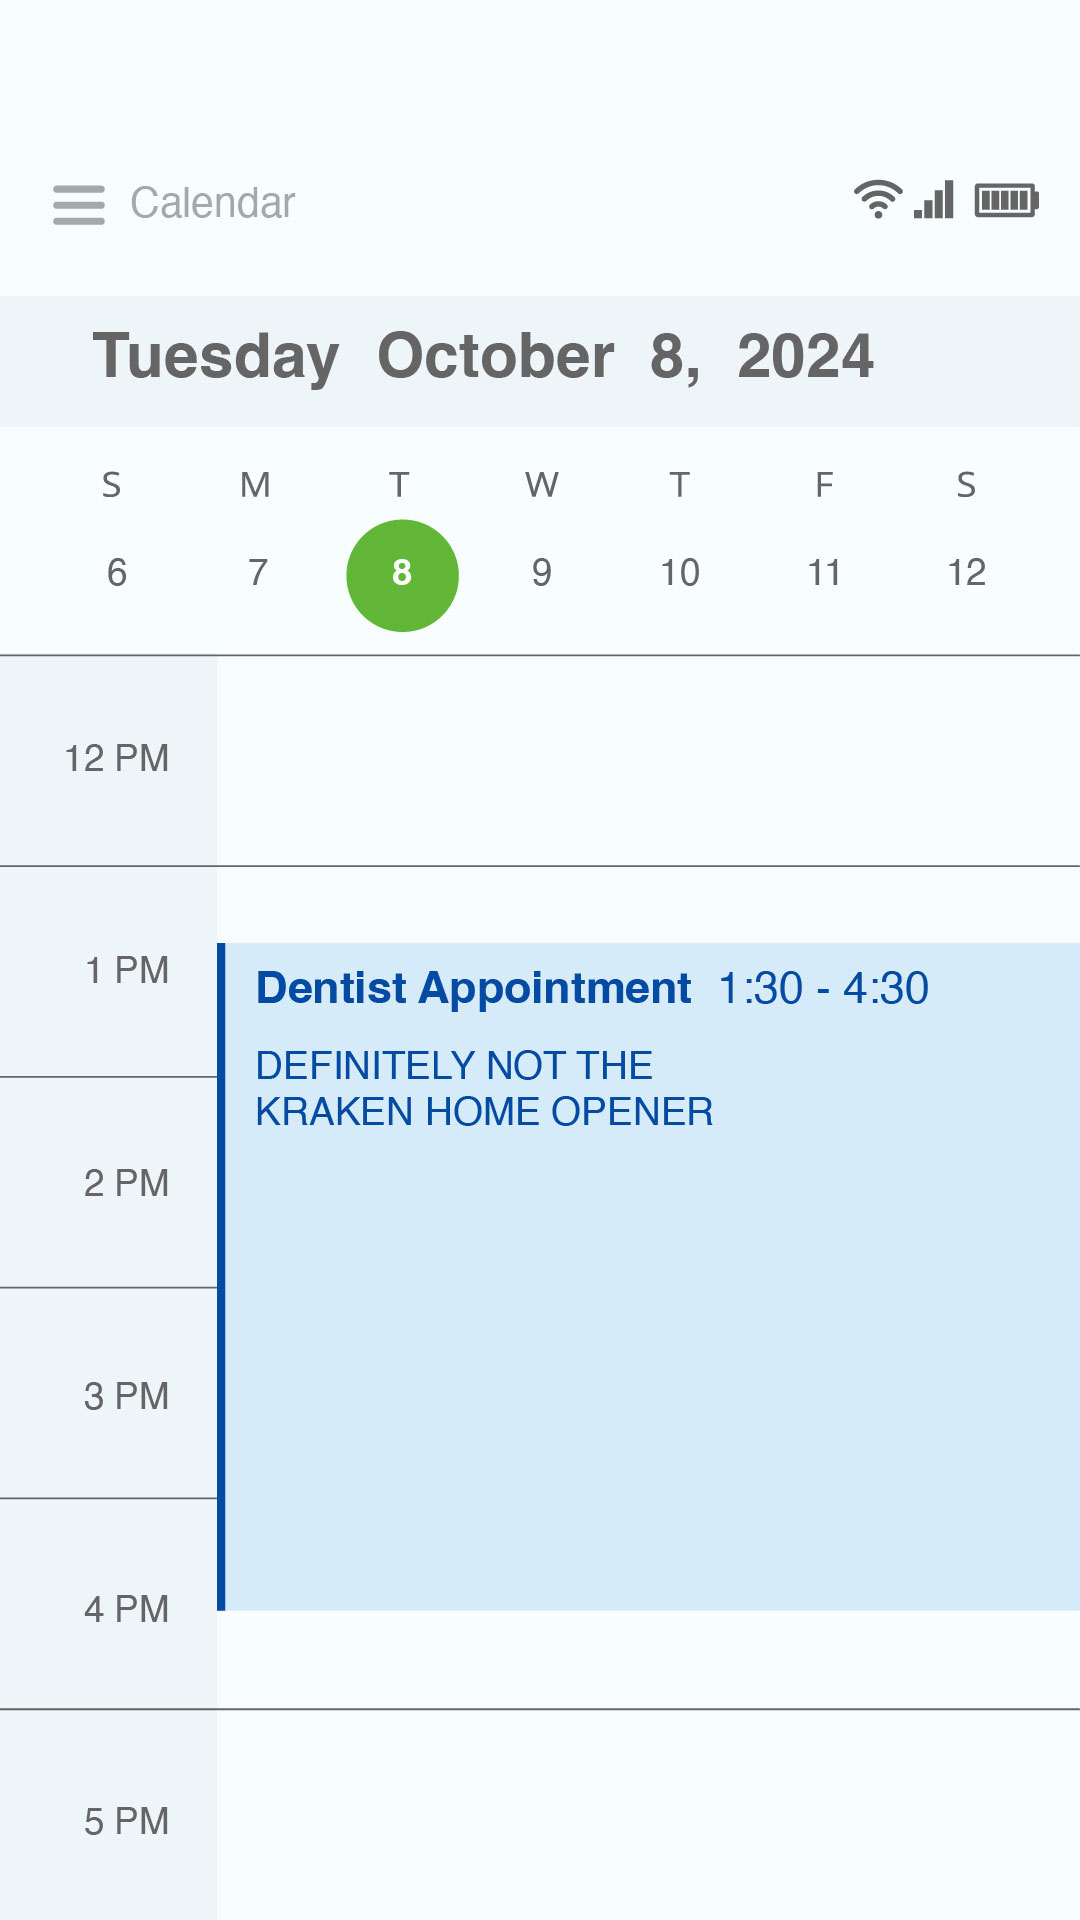 Calendar
Tuesday October 8, 2024
S M T W T F S
6 7 8 9 10 11 12
12 PM
1 PM
Dentist Appointment 1:30 - 4:30
DEFINITELY NOT THE
KRAKEN HOME OPENER
2 PM
3 PM
4 PM
5 PM